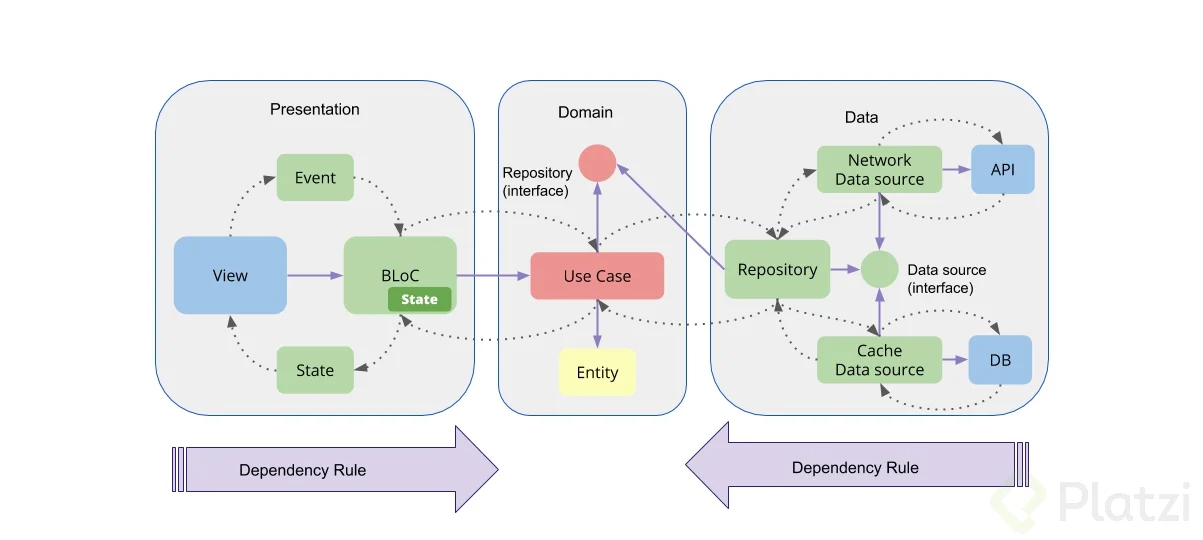 Presentation
Domain
Data
Event
View
BLoC
State
State
Repository
(interface)
Use Case
Entity
Network
Data source
API
Repository
Data source
(interface)
Cache
Data source
DB
Dependency Rule
Dependency Rule
Platzi